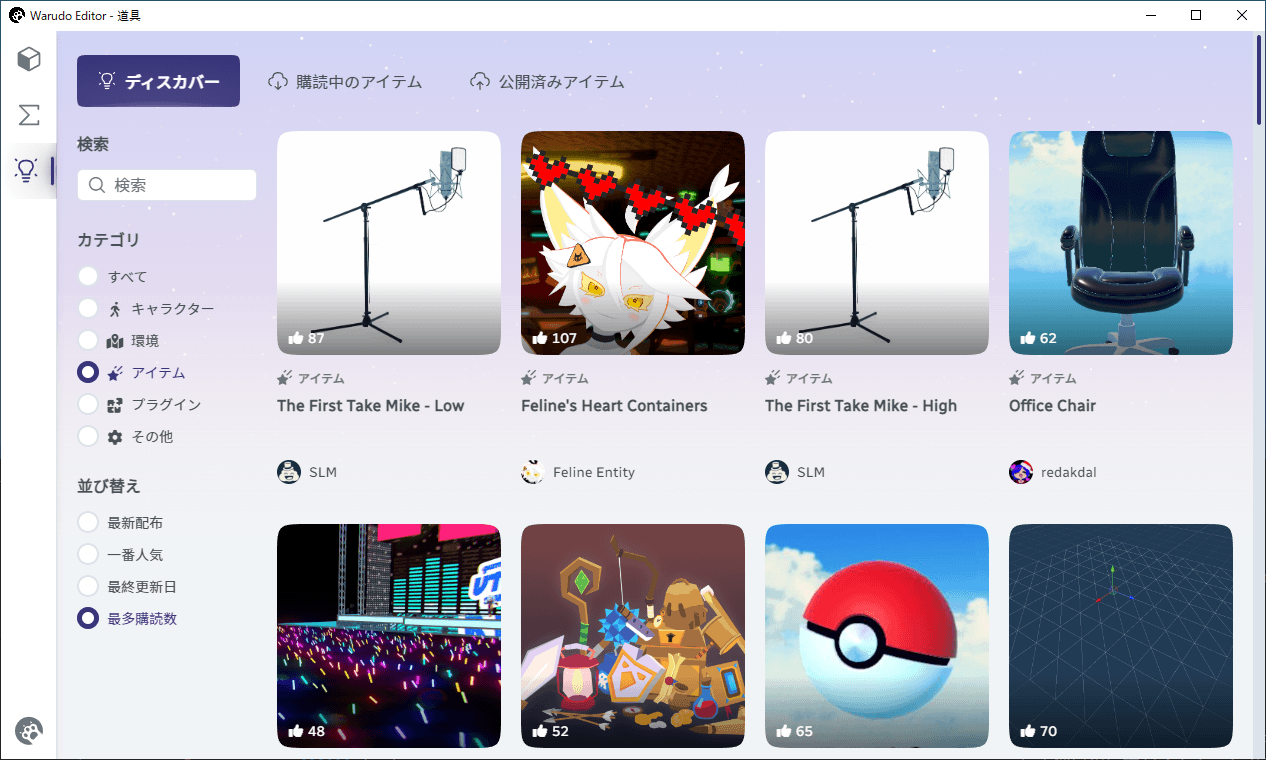 Warudo Editor - 道具
ディスカバー
購読中のアイテム
公開済みアイテム
検索
検索
カテゴリ
すべて
キャラクター
環境
アイテム
プラグイン
その他
並び替え
最新配布
一番人気
最終更新日
最多購読数
87
107
80
62
アイテム
アイテム
アイテム
アイテム
The First Take Mike - Low
Feline's Heart Containers
The First Take Mike - High
Office Chair
SLM
Feline Entity
SLM
redakdal
48
52
65
70